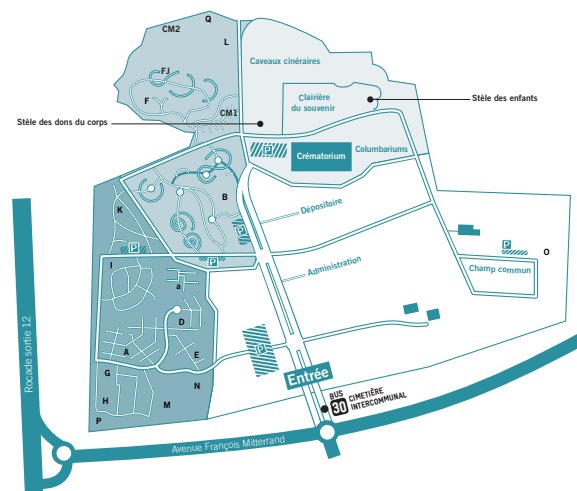 Q
CM2
L
Caveaux cinéraires
FJ
Clairière
du souvenir
Stèle des enfants
F
CM1
Stèle des dons du corps
P
Crématorium
Columbariums
B
K
Dépositoire
P
P
P
P
O
I
Administration
Champ commun
a
D
A
E
P
G
Entrée
N
H
M
P
BUS
30
CIMETIÈRE
INTERCOMMUNAL
Rocade sortie 12
Avenue François Mitterrand